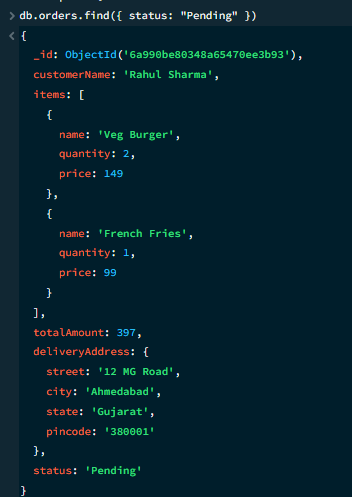 > db.orders.find({ status: "Pending" })
< {
_id: ObjectId('6a990be80348a65470ee3b93'),
customerName: 'Rahul Sharma',
items: [
{
name: 'Veg Burger',
quantity: 2,
price: 149
},
{
name: 'French Fries',
quantity: 1,
price: 99
}
],
totalAmount: 397,
deliveryAddress: {
street: '12 MG Road',
city: 'Ahmedabad',
state: 'Gujarat',
pincode: '380001'
},
status: 'Pending'
}